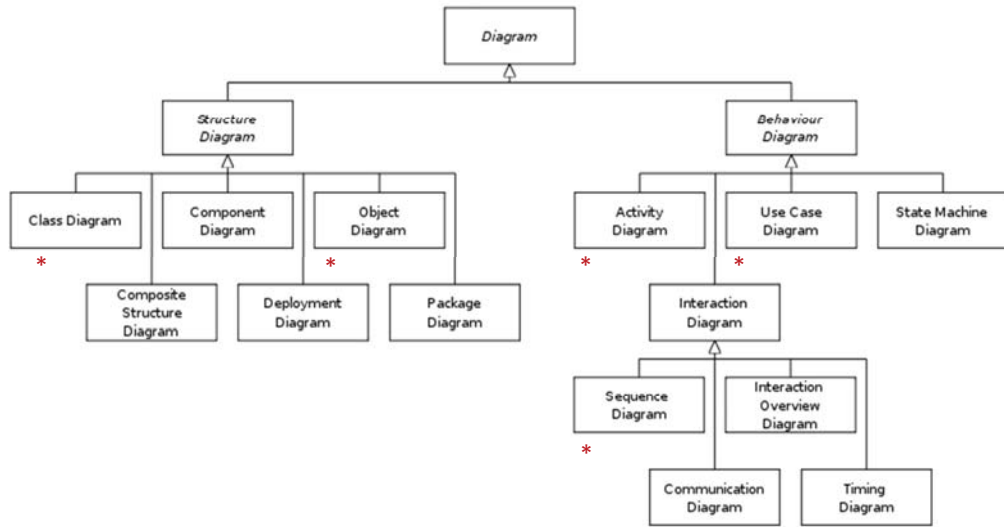 Diagram
Structure
Diagram
Behaviour
Diagram
Class Diagram
Component
Diagram
Object
Diagram
Activity
Diagram
Use Case
Diagram
State Machine
Diagram
*
*
*
*
Composite
Structure
Diagram
Deployment
Diagram
Package
Diagram
Interaction
Diagram
Sequence
Diagram
Interaction
Overview
Diagram
*
Communication
Diagram
Timing
Diagram